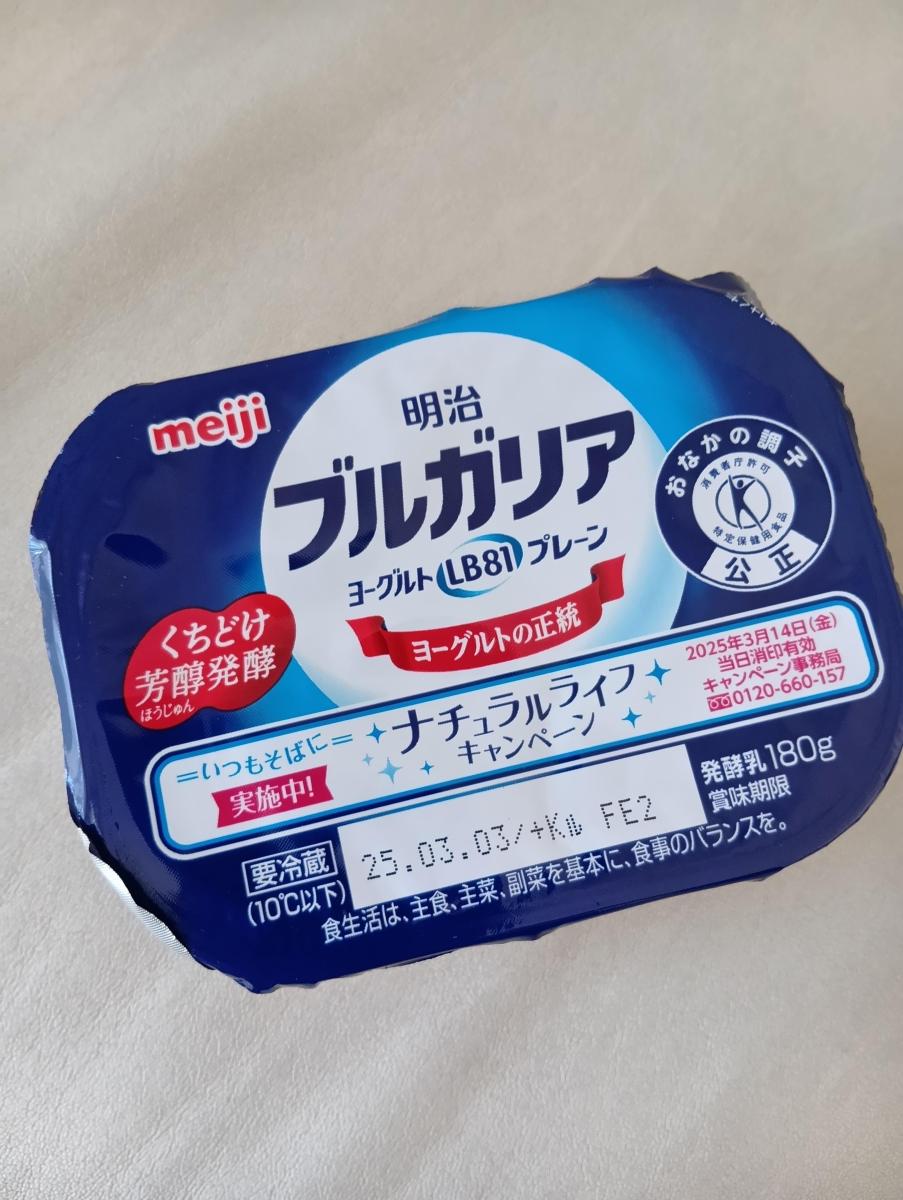 meiji
明治
ブルガリア
ヨーグルト LB81 プレーン
ヨーグルトの正統
おなかの調子
消費者庁許可
特定保健用食品
公正
くちどけ
芳醇発酵
ほうじゅん
=いつもそばに=
実施中!
ナチュラルライフ
キャンペーン
2025年3月14日(金)
当日消印有効
キャンペーン事務局
0120-660-157
発酵乳180g
賞味期限
要冷蔵
(10℃以下)
25.03.03/+Kル FE2
食生活は、主食、主菜、副菜を基本に、食事のバランスを。